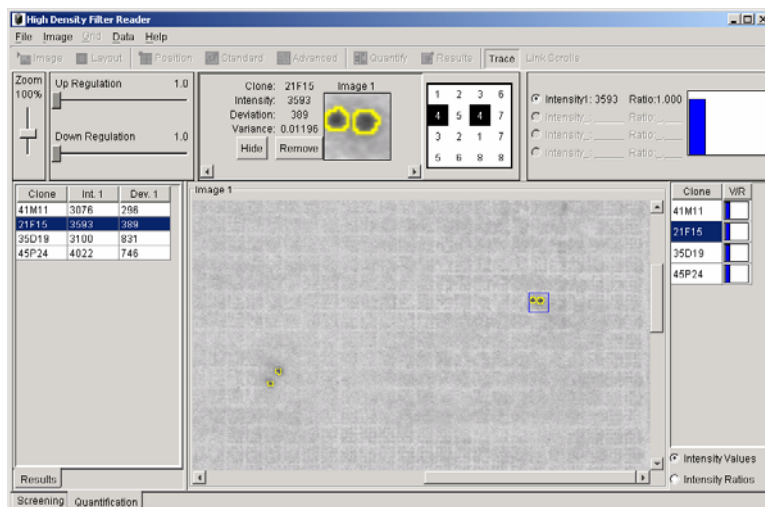 High Density Filter Reader
File Image Grid Data Help
Image Layout Position Standard Advanced Quantify Results Trace Link Scrolls
Zoom
100%
Up Regulation 1.0
Down Regulation 1.0
Clone: 21F15
Intensity: 3593
Deviation: 389
Variance: 0.01196
Hide Remove
Image 1
1 2 3 6
4 5 4 7
3 2 1 7
5 6 8 8
Intensity1: 3593 Ratio:1.000
Intensity_: Ratio:_
Intensity_: Ratio:_
Intensity_: Ratio:_
Clone Int. 1 Dev. 1
41M11 3076 296
21F15 3593 389
35D19 3100 831
45P24 4022 746
Results
Image 1
Clone V/R
41M11
21F15
35D19
45P24
Intensity Values
Intensity Ratios
Screening Quantification